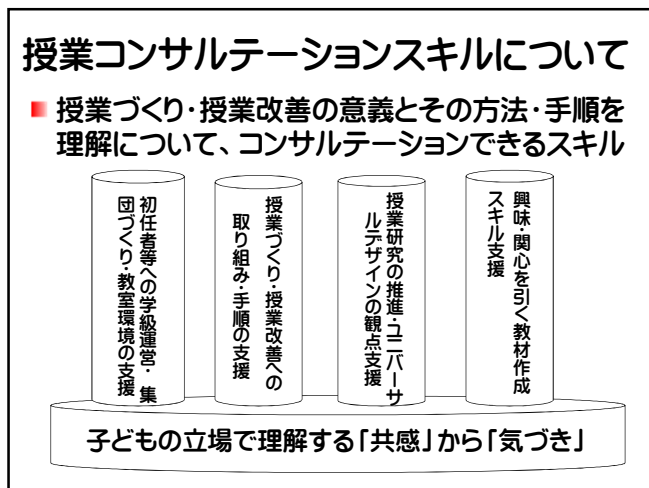 授業コンサルテーションスキルについて
授業づくり・授業改善の意義とその方法・手順を
理解について、コンサルテーションできるスキル
初任者等への学級運営・集
団づくり・教室環境の支援
授業づくり・授業改善への
取り組み・手順の支援
授業研究の推進・ユニバーサ
ルデザインの観点支援
興味・関心を引く教材作成
スキル支援
子どもの立場で理解する「共感」から「気づき」